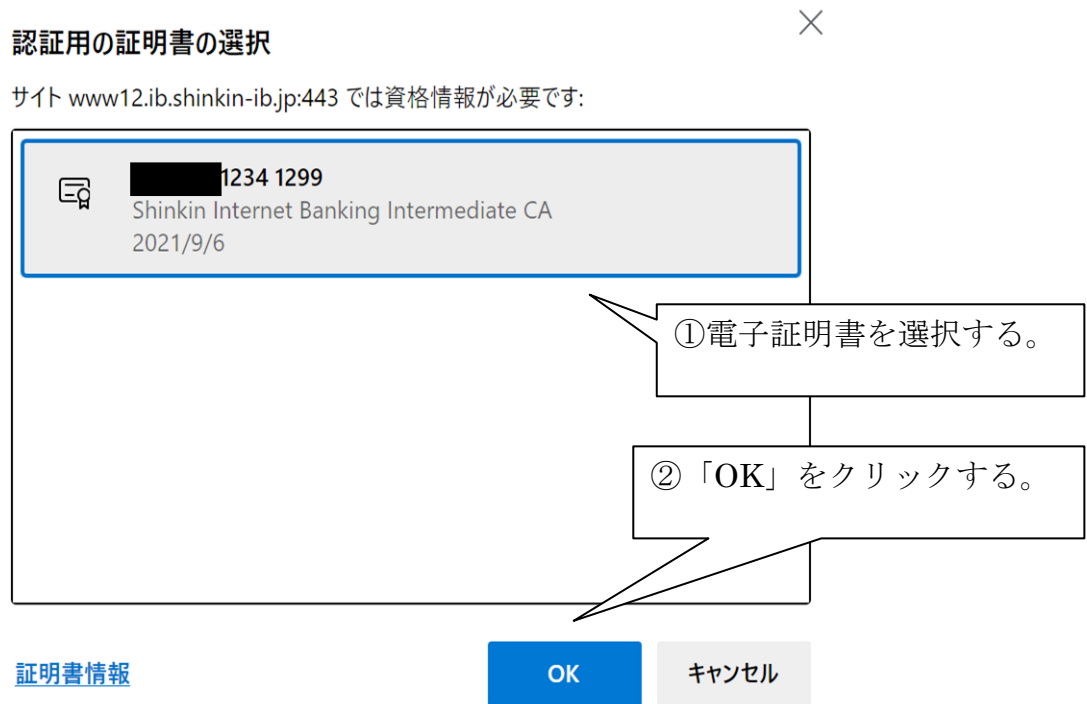 認証用の証明書の選択
サイト www12.ib.shinkin-ib.jp:443 では資格情報が必要です:
1234 1299
Shinkin Internet Banking Intermediate CA
2021/9/6
①電子証明書を選択する。
②「OK」をクリックする。
証明書情報
OK
キャンセル